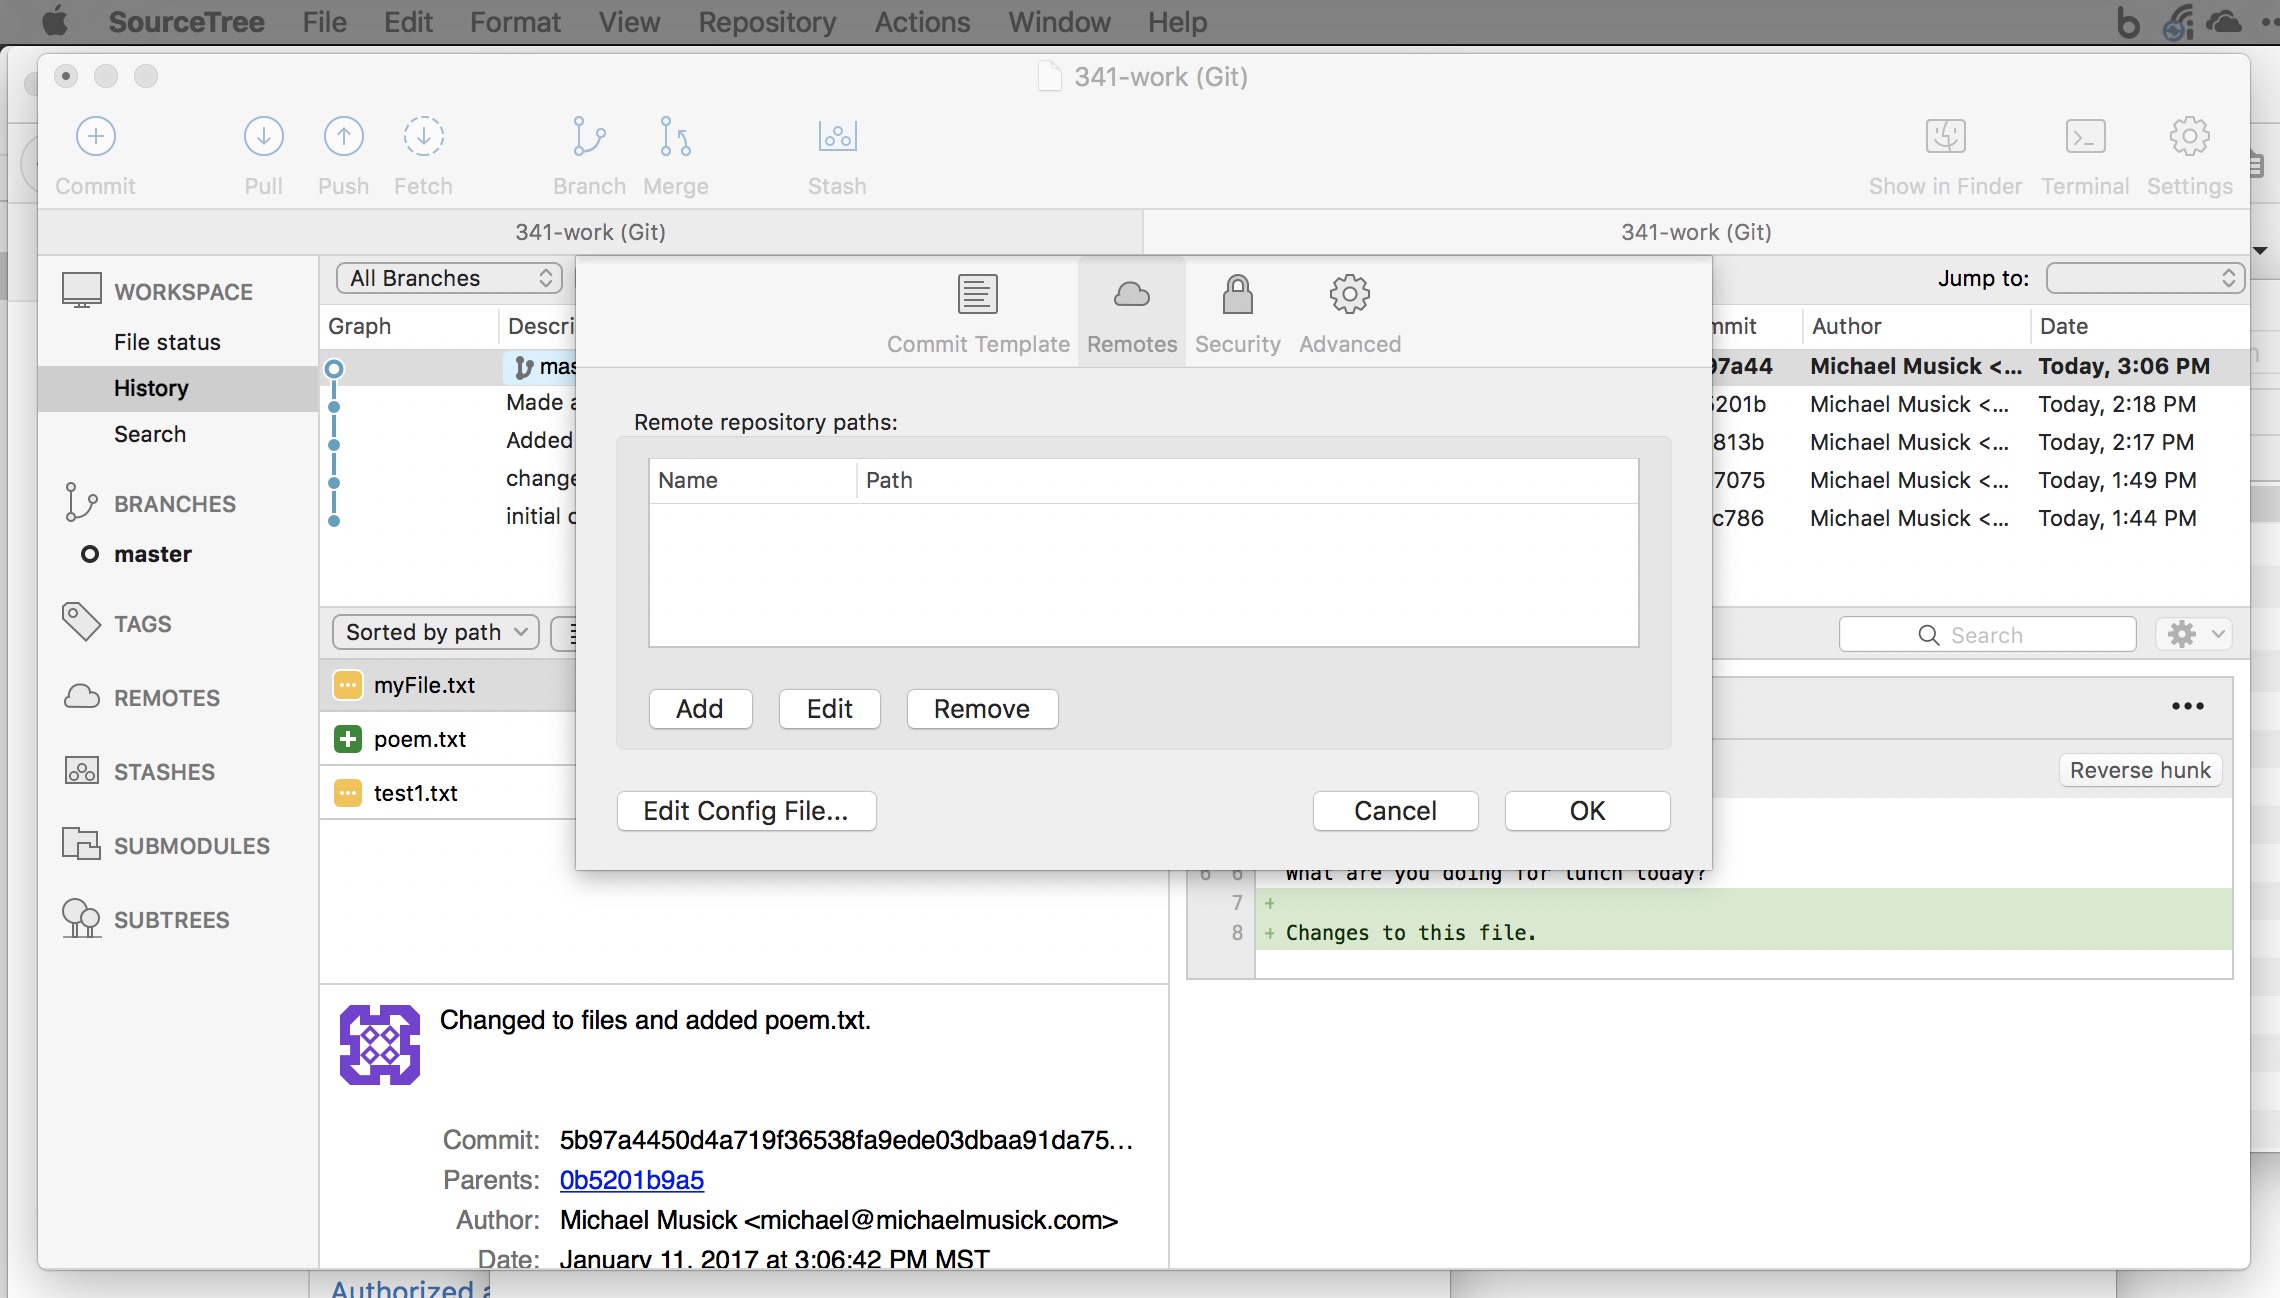 SourceTree File Edit Format View Repository Actions Window Help
341-work (Git)
Commit Pull Push Fetch Branch Merge Stash Show in Finder Terminal Settings
341-work (Git) 341-work (Git)
WORKSPACE
File status
History
Search
BRANCHES
master
TAGS
REMOTES
STASHES
SUBMODULES
SUBTREES
All Branches
Jump to:
Graph Descri
mmit Author Date
mas
97a44 Michael Musick <... Today, 3:06 PM
Made a
5201b Michael Musick <... Today, 2:18 PM
Added
813b Michael Musick <... Today, 2:17 PM
change
7075 Michael Musick <... Today, 1:49 PM
initial c
c786 Michael Musick <... Today, 1:44 PM
Commit Template Remotes Security Advanced
Remote repository paths:
Name Path
Add Edit Remove
Edit Config File... Cancel OK
Sorted by path
Search
myFile.txt
poem.txt
test1.txt
Reverse hunk
6 6 What are you doing for lunch today?
7 +
8 + Changes to this file.
Changed to files and added poem.txt.
Commit: 5b97a4450d4a719f36538fa9ede03dbaa91da75...
Parents: 0b5201b9a5
Author: Michael Musick <michael@michaelmusick.com>
Date: January 11, 2017 at 3:06:42 PM MST
Authorized a